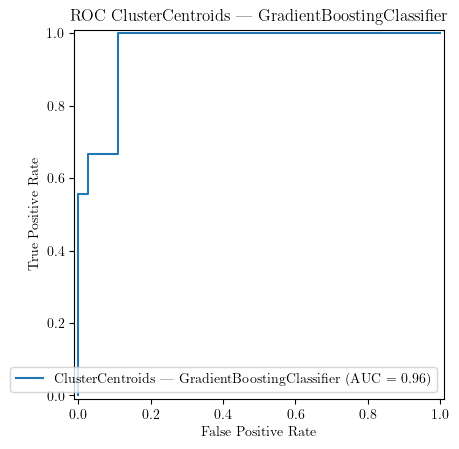 ROC ClusterCentroids — GradientBoostingClassifier
1.0
0.8
0.6
0.4
0.2
0.0
True Positive Rate
ClusterCentroids — GradientBoostingClassifier (AUC = 0.96)
0.0 0.2 0.4 0.6 0.8 1.0
False Positive Rate